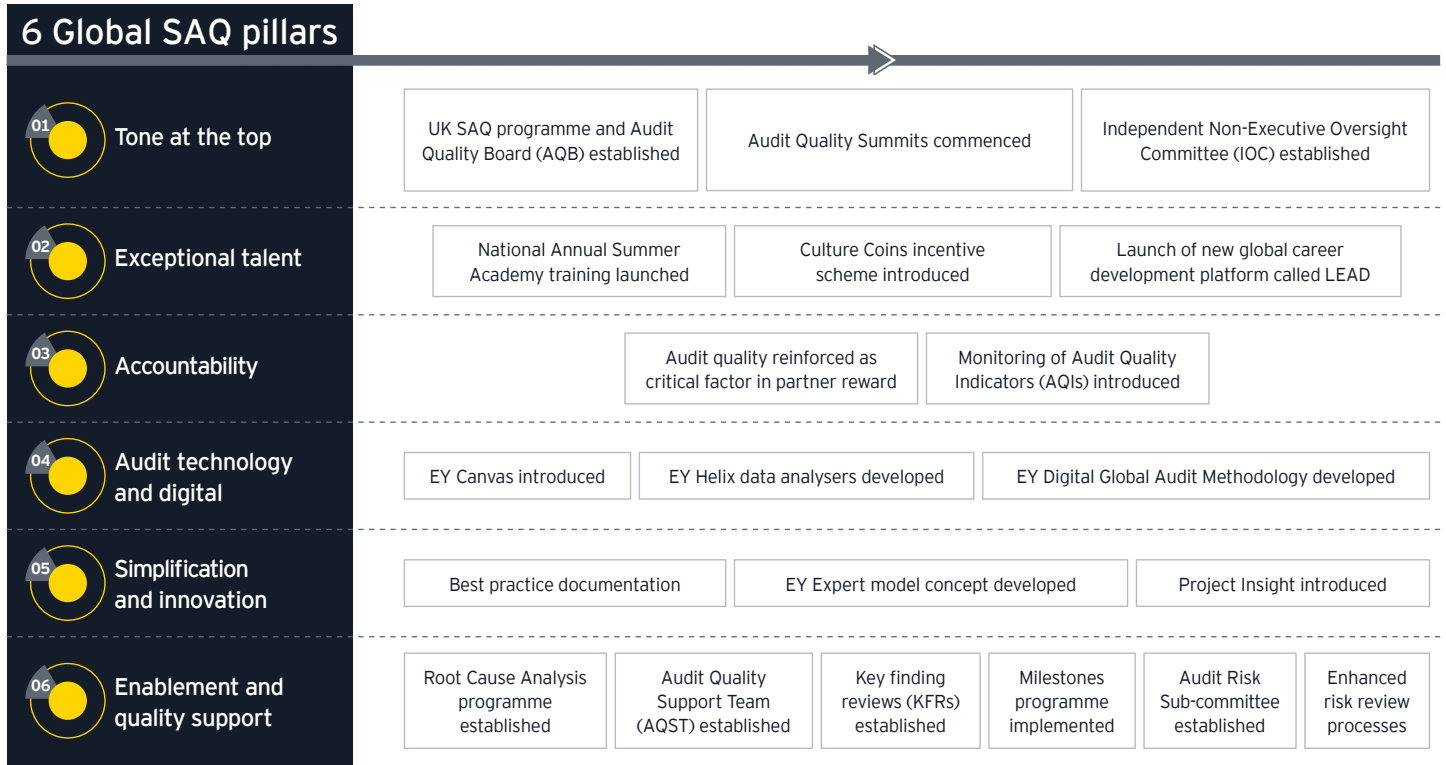 6 Global SAQ pillars
01
Tone at the top
UK SAQ programme and Audit
Quality Board (AQB) established
Audit Quality Summits commenced
Independent Non-Executive Oversight
Committee (IOC) established
02
Exceptional talent
National Annual Summer
Academy training launched
Culture Coins incentive
scheme introduced
Launch of new global career
development platform called LEAD
03
Accountability
Audit quality reinforced as
critical factor in partner reward
Monitoring of Audit Quality
Indicators (AQIs) introduced
04
Audit technology
and digital
EY Canvas introduced
EY Helix data analysers developed
EY Digital Global Audit Methodology developed
05
Simplification
and innovation
Best practice documentation
EY Expert model concept developed
Project Insight introduced
06
Enablement and
quality support
Root Cause Analysis
programme
established
Audit Quality
Support Team
(AQST) established
Key finding
reviews (KFRs)
established
Milestones
programme
implemented
Audit Risk
Sub-committee
established
Enhanced
risk review
processes